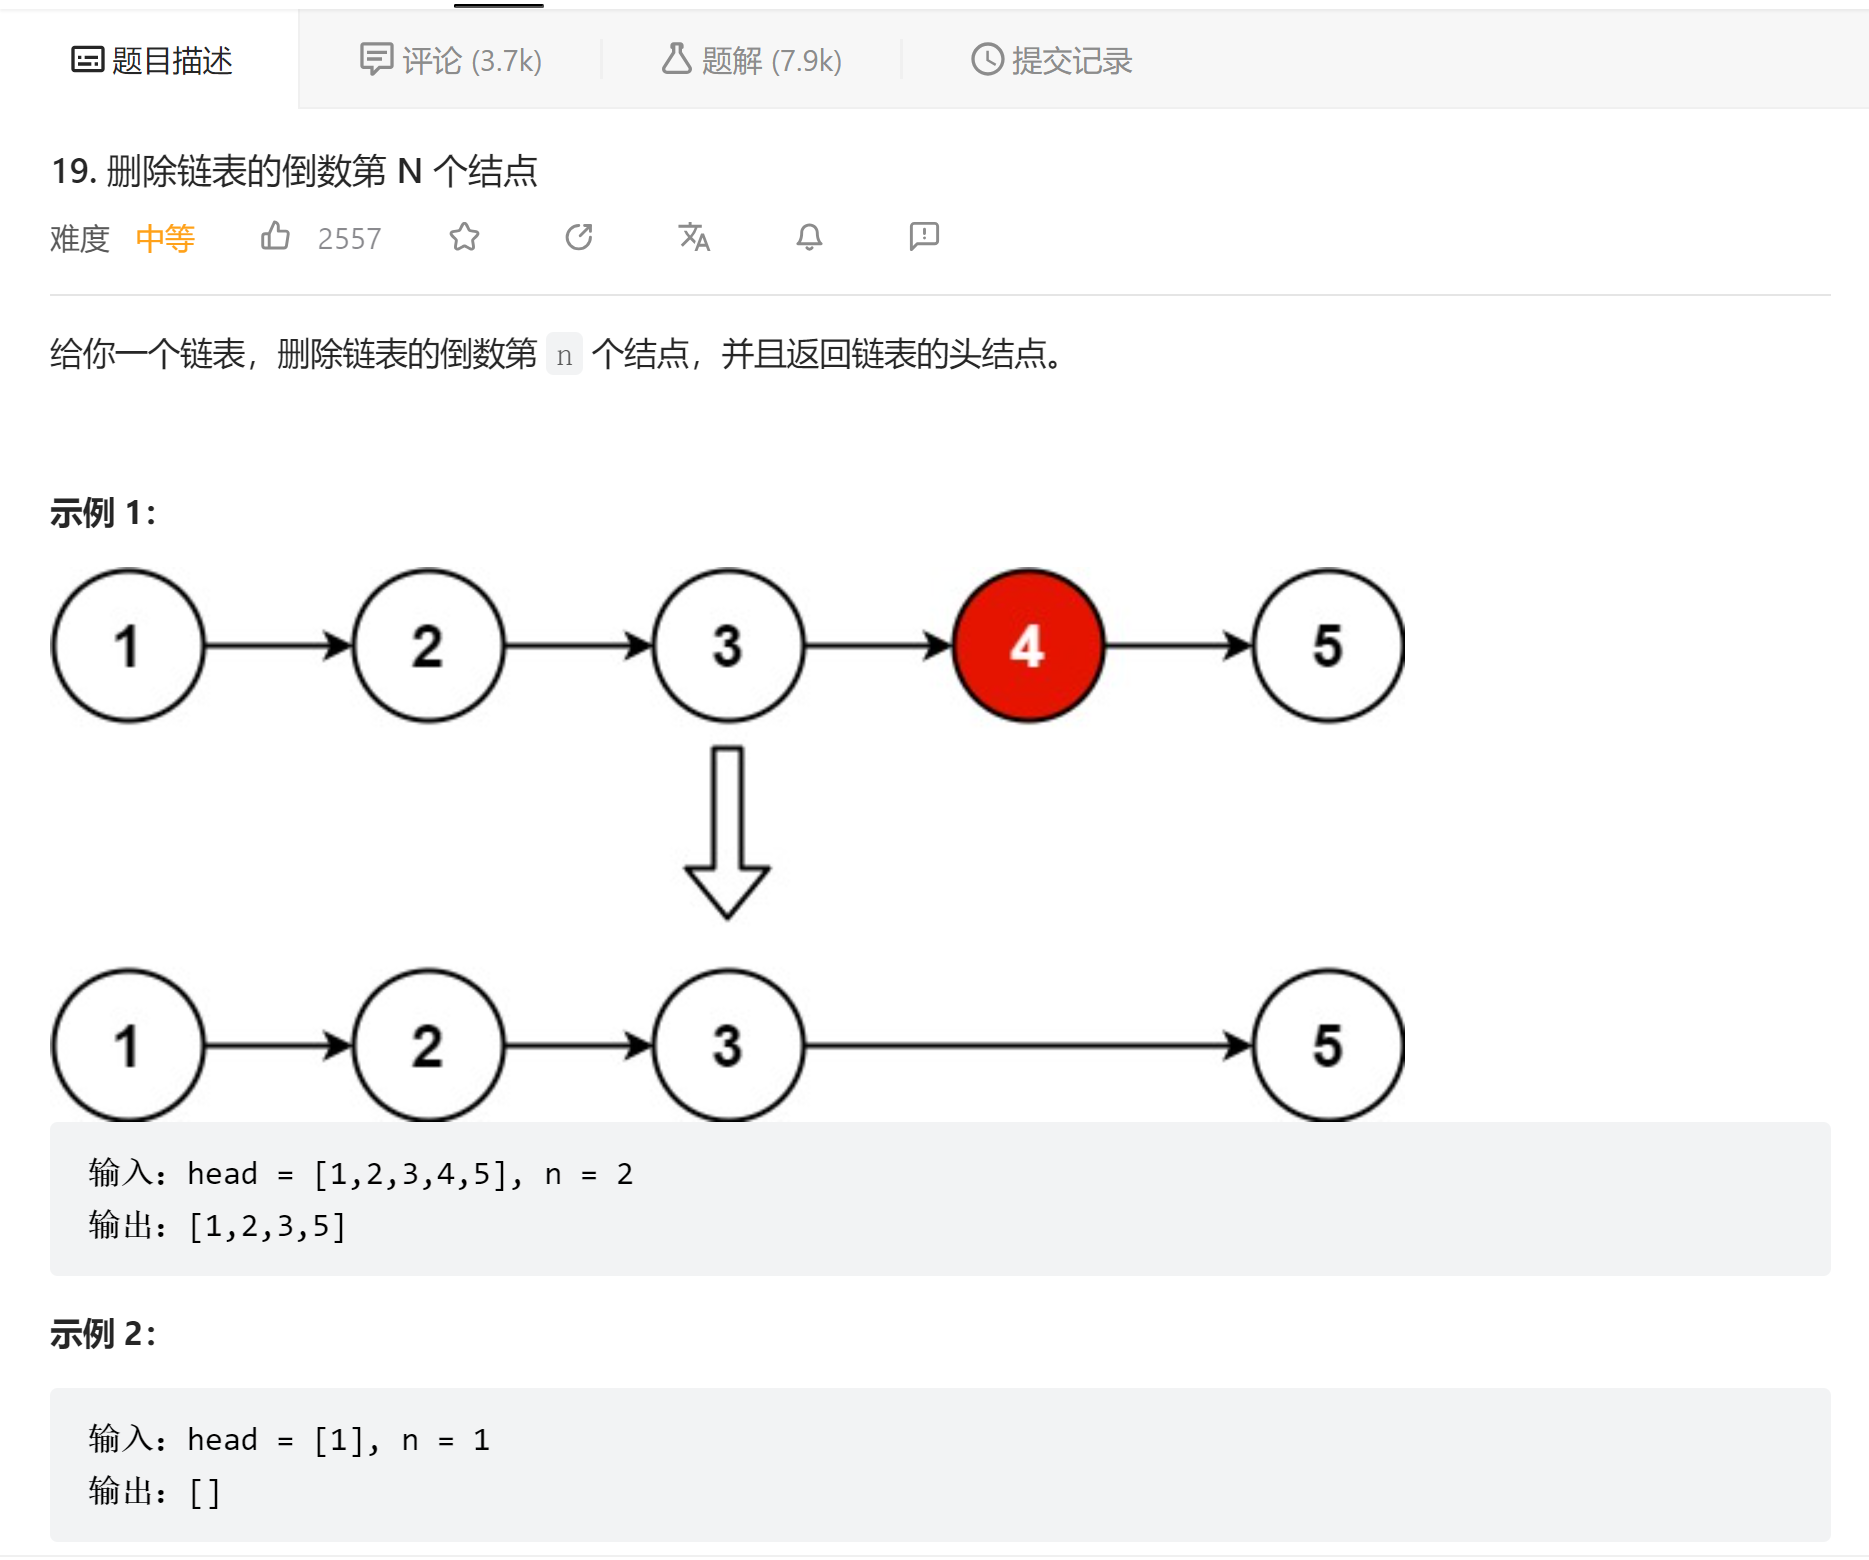 题目描述 评论 (3.7k) 题解 (7.9k) 提交记录
19. 删除链表的倒数第 N 个结点
难度 中等 2557
给你一个链表，删除链表的倒数第 n 个结点，并且返回链表的头结点。
示例 1：
1 2 3 4 5
1 2 3 5
输入：head = [1,2,3,4,5], n = 2
输出：[1,2,3,5]
示例 2：
输入：head = [1], n = 1
输出：[]